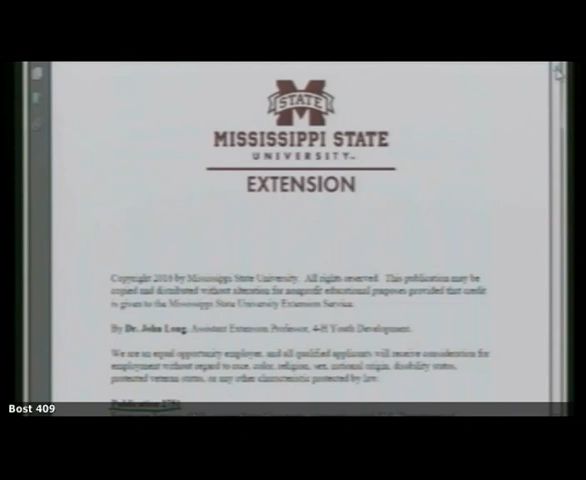 STATE
MISSISSIPPI STATE
UNIVERSITY™
EXTENSION
Copyright 2016 by Mississippi State University. All rights reserved. This publication may be
copied and distributed without alteration for nonprofit educational purposes provided that credit
is given to the Mississippi State University Extension Service.
By Dr. John Long, Assistant Extension Professor, 4-H Youth Development.
We are an equal opportunity employer, and all qualified applicants will receive consideration for
employment without regard to race, color, religion, sex, national origin, disability status,
protected veteran status, or any other characteristic protected by law.
Publication
Bost 409